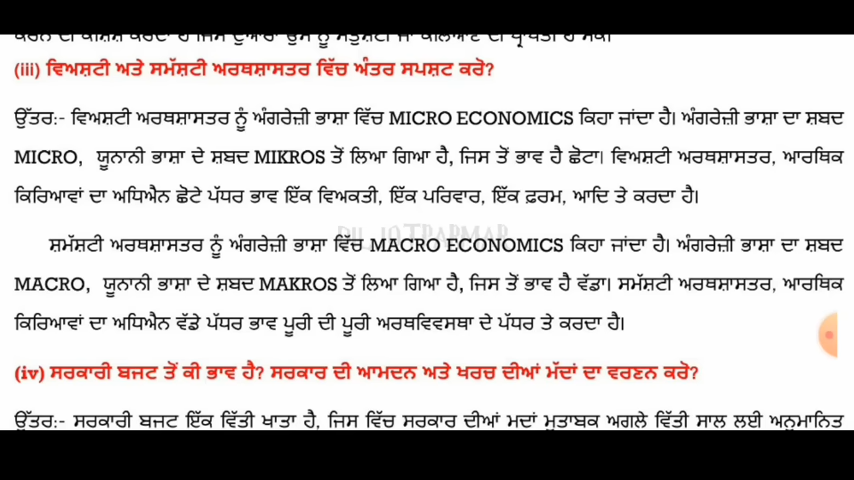 (iii) ਵਿਅਸ਼ਟੀ ਅਤੇ ਸਮੱਸ਼ਟੀ ਅਰਥਸ਼ਾਸਤਰ ਵਿੱਚ ਅੰਤਰ ਸਪਸ਼ਟ ਕਰੋ?
ਉੱਤਰ:- ਵਿਅਸ਼ਟੀ ਅਰਥਸ਼ਾਸਤਰ ਨੂੰ ਅੰਗਰੇਜ਼ੀ ਭਾਸ਼ਾ ਵਿੱਚ MICRO ECONOMICS ਕਿਹਾ ਜਾਂਦਾ ਹੈ। ਅੰਗਰੇਜ਼ੀ ਭਾਸ਼ਾ ਦਾ ਸ਼ਬਦ
MICRO, ਯੂਨਾਨੀ ਭਾਸ਼ਾ ਦੇ ਸ਼ਬਦ MIKROS ਤੋਂ ਲਿਆ ਗਿਆ ਹੈ, ਜਿਸ ਤੋਂ ਭਾਵ ਹੈ ਛੋਟਾ। ਵਿਅਸ਼ਟੀ ਅਰਥਸ਼ਾਸਤਰ, ਆਰਥਿਕ
ਕਿਰਿਆਵਾਂ ਦਾ ਅਧਿਐਨ ਛੋਟੇ ਪੱਧਰ ਭਾਵ ਇੱਕ ਵਿਅਕਤੀ, ਇੱਕ ਪਰਿਵਾਰ, ਇੱਕ ਫ਼ਰਮ, ਆਦਿ ਤੇ ਕਰਦਾ ਹੈ।
DILJOT PARMAR
ਸ਼ਮੱਸ਼ਟੀ ਅਰਥਸ਼ਾਸਤਰ ਨੂੰ ਅੰਗਰੇਜ਼ੀ ਭਾਸ਼ਾ ਵਿੱਚ MACRO ECONOMICS ਕਿਹਾ ਜਾਂਦਾ ਹੈ। ਅੰਗਰੇਜ਼ੀ ਭਾਸ਼ਾ ਦਾ ਸ਼ਬਦ
MACRO, ਯੂਨਾਨੀ ਭਾਸ਼ਾ ਦੇ ਸ਼ਬਦ MAKROS ਤੋਂ ਲਿਆ ਗਿਆ ਹੈ, ਜਿਸ ਤੋਂ ਭਾਵ ਹੈ ਵੱਡਾ। ਸਮੱਸ਼ਟੀ ਅਰਥਸ਼ਾਸਤਰ, ਆਰਥਿਕ
ਕਿਰਿਆਵਾਂ ਦਾ ਅਧਿਐਨ ਵੱਡੇ ਪੱਧਰ ਭਾਵ ਪੂਰੀ ਦੀ ਪੂਰੀ ਅਰਥਵਿਵਸਥਾ ਦੇ ਪੱਧਰ ਤੇ ਕਰਦਾ ਹੈ।
(iv) ਸਰਕਾਰੀ ਬਜਟ ਤੋਂ ਕੀ ਭਾਵ ਹੈ? ਸਰਕਾਰ ਦੀ ਆਮਦਨ ਅਤੇ ਖਰਚ ਦੀਆਂ ਮੱਦਾਂ ਦਾ ਵਰਣਨ ਕਰੋ?
ਉੱਤਰ:- ਸਰਕਾਰੀ ਬਜਟ ਇੱਕ ਵਿੱਤੀ ਖਾਤਾ ਹੈ, ਜਿਸ ਵਿੱਚ ਸਰਕਾਰ ਦੀਆਂ ਮਦਾਂ ਮੁਤਾਬਕ ਅਗਲੇ ਵਿੱਤੀ ਸਾਲ ਲਈ ਅਨੁਮਾਨਿਤ